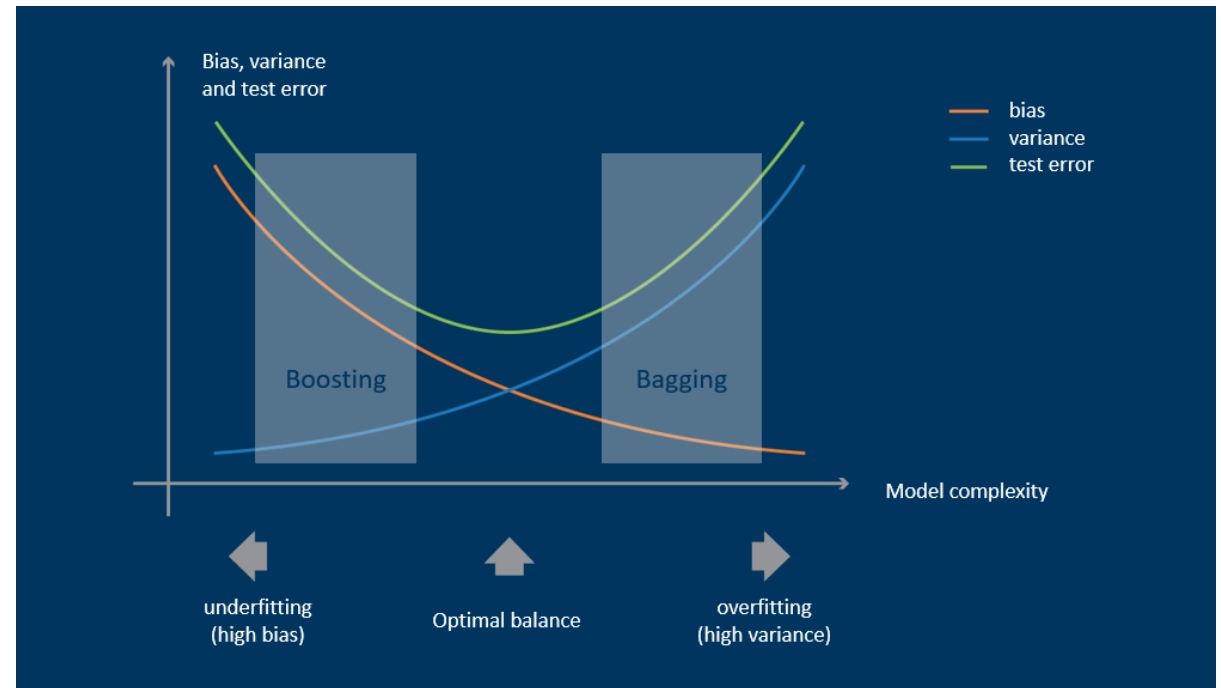 Bias, variance
and test error
bias
variance
test error
Boosting
Bagging
Model complexity
underfitting
(high bias)
Optimal balance
overfitting
(high variance)